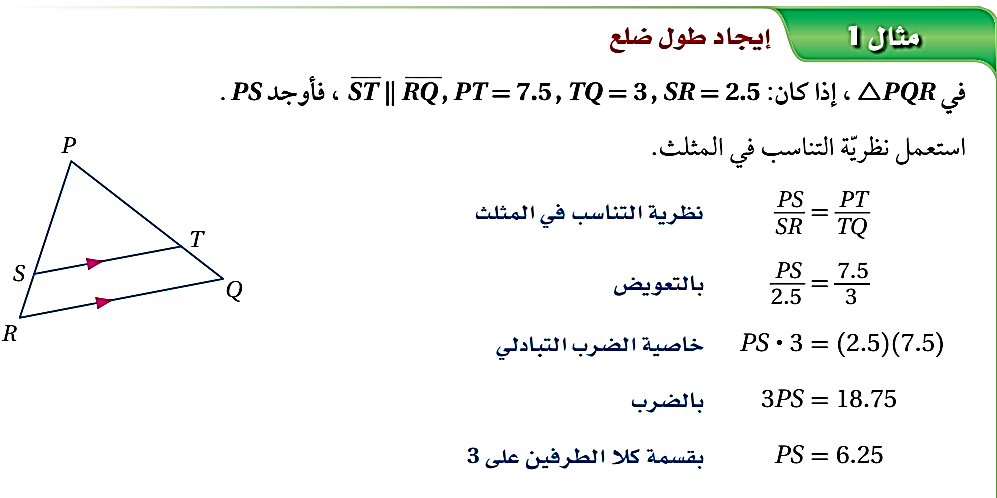 مثال 1 إيجاد طول ضلع
في △PQR ، إذا كان: ST ∥ RQ, PT = 7.5, TQ = 3, SR = 2.5 ، فأوجد PS .
استعمل نظريّة التناسب في المثلث.
PS/SR = PT/TQ نظرية التناسب في المثلث
PS/2.5 = 7.5/3 بالتعويض
PS • 3 = (2.5)(7.5) خاصية الضرب التبادلي
3PS = 18.75 بالضرب
PS = 6.25 بقسمة كلا الطرفين على 3
P
T
S
Q
R